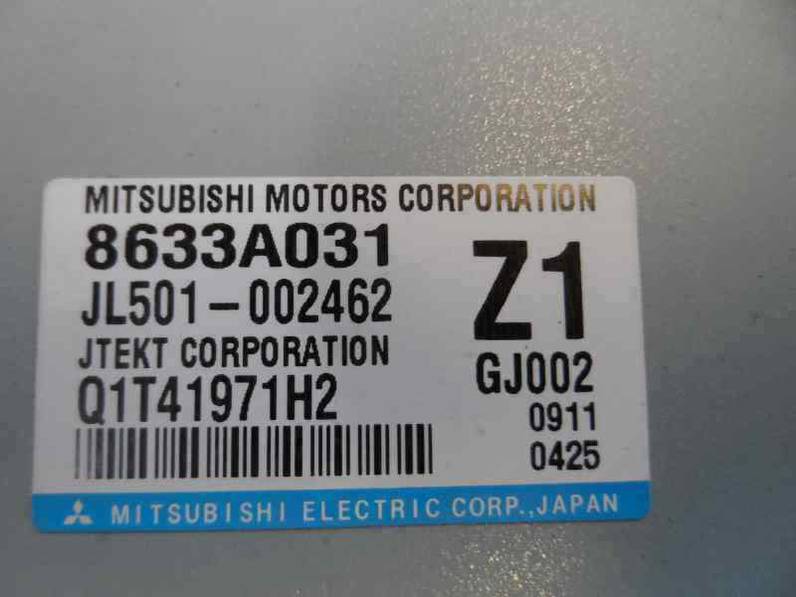 MITSUBISHI MOTORS CORPORATION
8633A031
Z1
JL501-002462
JTEKT CORPORATION
GJ002
Q1T41971H2
0911
0425
MITSUBISHI ELECTRIC CORP.,JAPAN